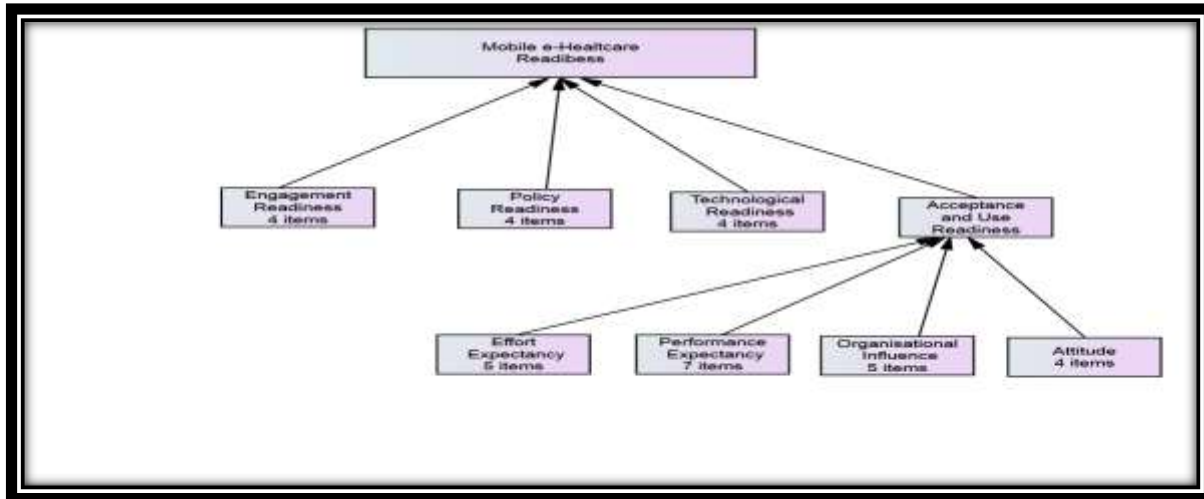 Mobile e-Healtcare
Readibess
Engagement
Readiness
4 items
Policy
Readiness
4 items
Technological
Readiness
4 items
Acceptance
and Use
Readiness
Effort
Expectancy
5 items
Performance
Expectancy
7 items
Organisational
Influence
5 items
Attitude
4 items